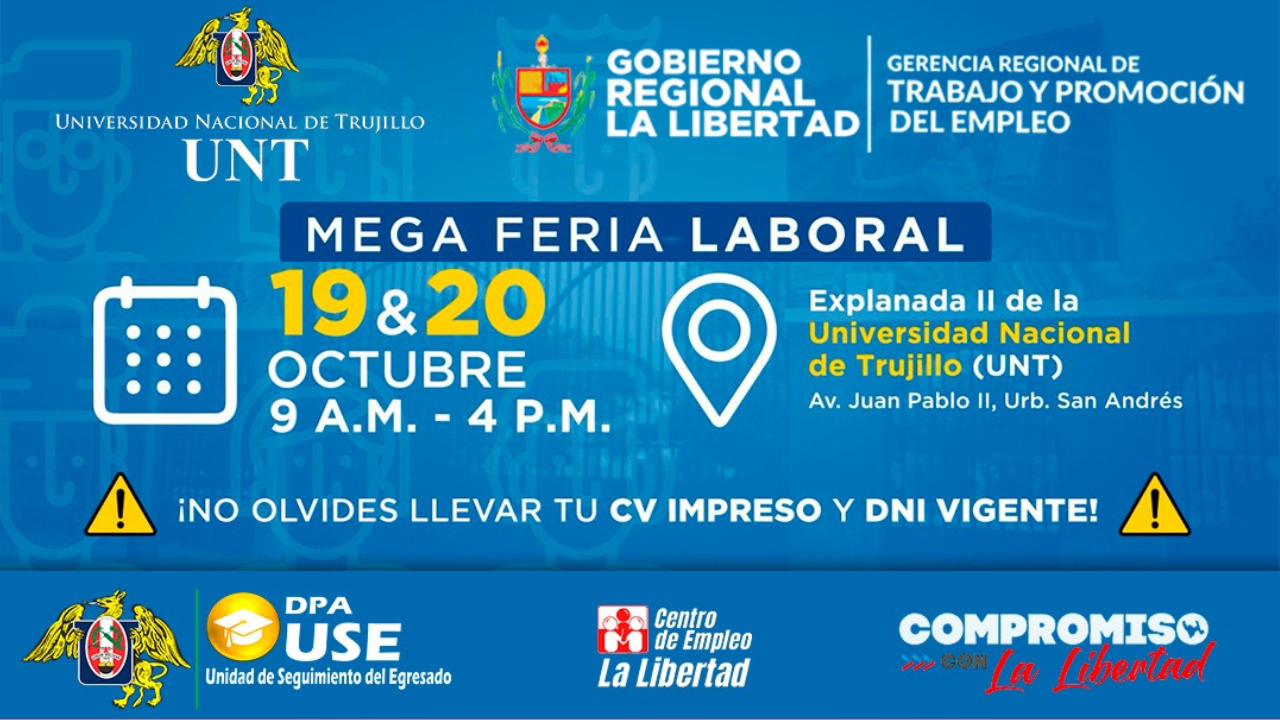 UNIVERSIDAD NACIONAL DE TRUJILLO
UNT
GOBIERNO
REGIONAL
LA LIBERTAD
GERENCIA REGIONAL DE
TRABAJO Y PROMOCIÓN
DEL EMPLEO
MEGA FERIA LABORAL
19 & 20
OCTUBRE
9 A.M. - 4 P.M.
Explanada II de la
Universidad Nacional
de Trujillo (UNT)
Av. Juan Pablo II, Urb. San Andrés
¡NO OLVIDES LLEVAR TU CV IMPRESO Y DNI VIGENTE!
DPA
USE
Unidad de Seguimiento del Egresado
Centro
de Empleo
La Libertad
COMPROMISO
CON La Libertad